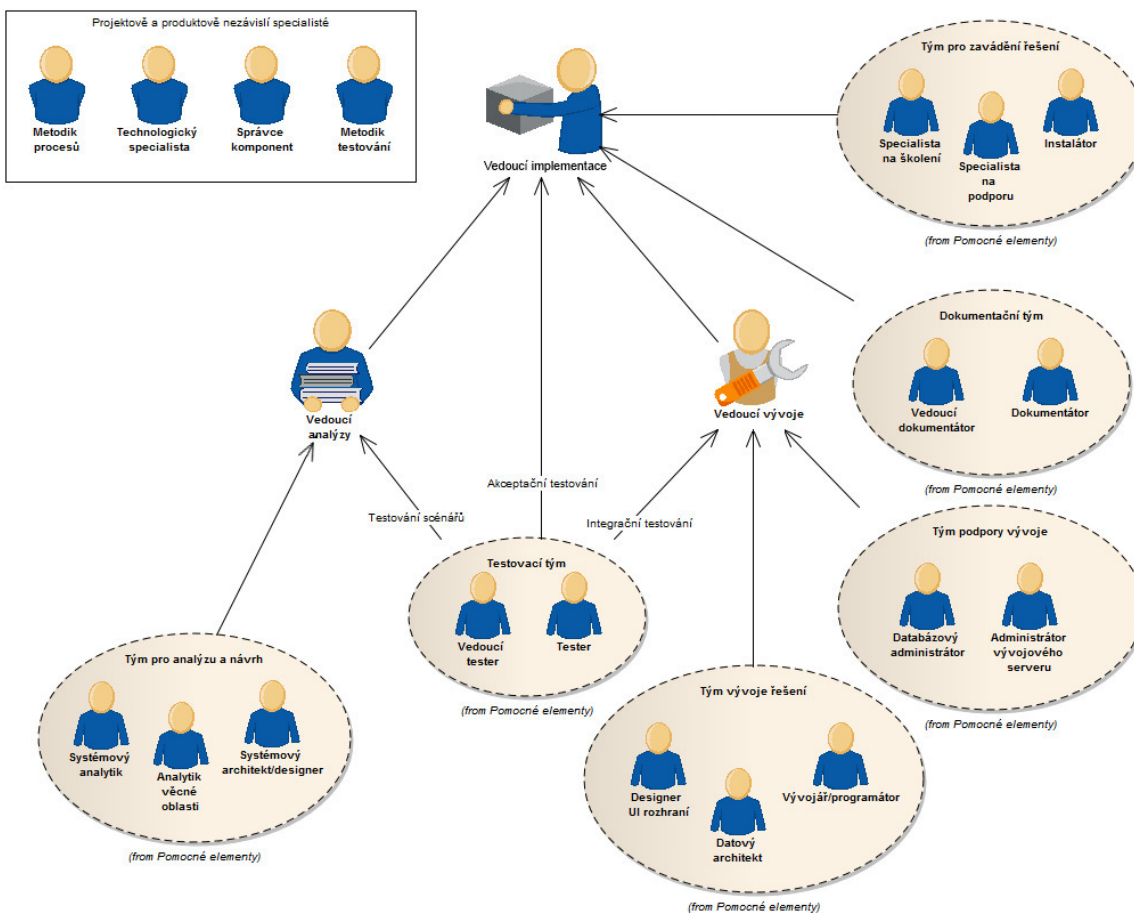 Projektově a produktově nezávislí specialisté
Metodik
procesů
Technologický
specialista
Správce
komponent
Metodik
testování
Vedoucí implementace
Tým pro zavádění řešení
Specialista
na školení
Specialista
na
podporu
Instalátor
(from Pomocné elementy)
Vedoucí
analýzy
Vedoucí vývoje
Dokumentační tým
Vedoucí
dokumentátor
Dokumentátor
(from Pomocné elementy)
Testování scénářů
Akceptační testování
Integrační testování
Testovací tým
Vedoucí
tester
Tester
(from Pomocné elementy)
Tým podpory vývoje
Databázový
administrátor
Administrátor
vývojového
serveru
(from Pomocné elementy)
Tým pro analýzu a návrh
Systémový
analytik
Analytik
věcné
oblasti
Systémový
architekt/designer
(from Pomocné elementy)
Tým vývoje řešení
Designer
UI rozhraní
Datový
architekt
Vývojář/programátor
(from Pomocné elementy)